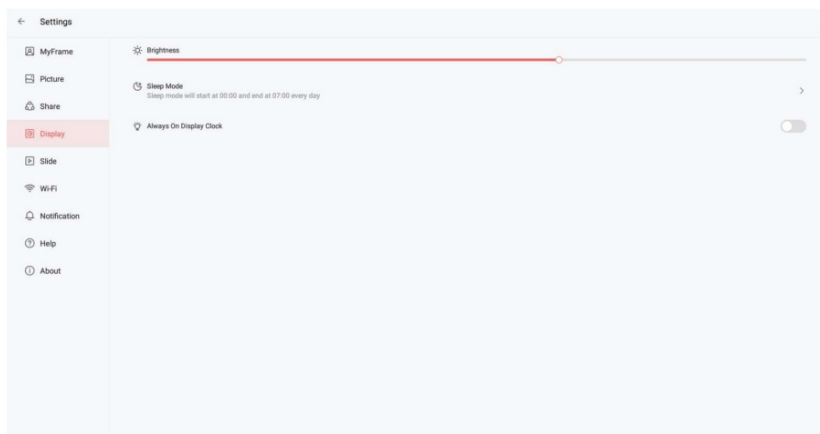 Settings
MyFrame
Picture
Share
Display
Slide
Wi-Fi
Notification
Help
About
Brightness
Sleep Mode
Sleep mode will start at 00:00 and end at 07:00 every day
Always On Display Clock